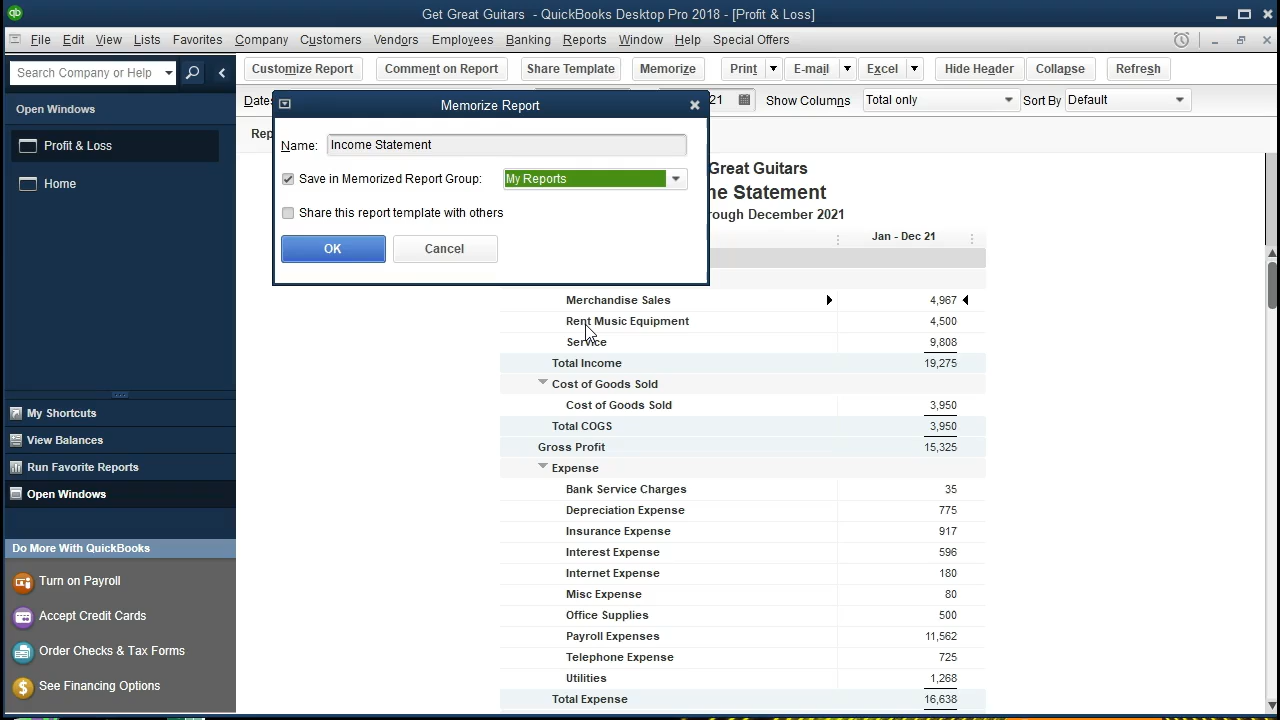 qb Get Great Guitars - QuickBooks Desktop Pro 2018 - [Profit & Loss]
File Edit View Lists Favorites Company Customers Vendors Employees Banking Reports Window Help Special Offers
Search Company or Help
Customize Report Comment on Report Share Template Memorize Print E-mail Excel Hide Header Collapse Refresh
Open Windows
Dates 21 Show Columns Total only Sort By Default
Memorize Report
Rep
Profit & Loss
Name: Income Statement
Great Guitars
Home
Save in Memorized Report Group: My Reports
ne Statement
Share this report template with others
rough December 2021
OK Cancel
Jan - Dec 21
Merchandise Sales 4,967
Rent Music Equipment 4,500
Service 9,808
Total Income 19,275
Cost of Goods Sold
Cost of Goods Sold 3,950
Total COGS 3,950
Gross Profit 15,325
Expense
Bank Service Charges 35
Depreciation Expense 775
Insurance Expense 917
Interest Expense 596
Internet Expense 180
Misc Expense 80
Office Supplies 500
Payroll Expenses 11,562
Telephone Expense 725
Utilities 1,268
Total Expense 16,638
My Shortcuts
View Balances
Run Favorite Reports
Open Windows
Do More With QuickBooks
Turn on Payroll
Accept Credit Cards
Order Checks & Tax Forms
See Financing Options